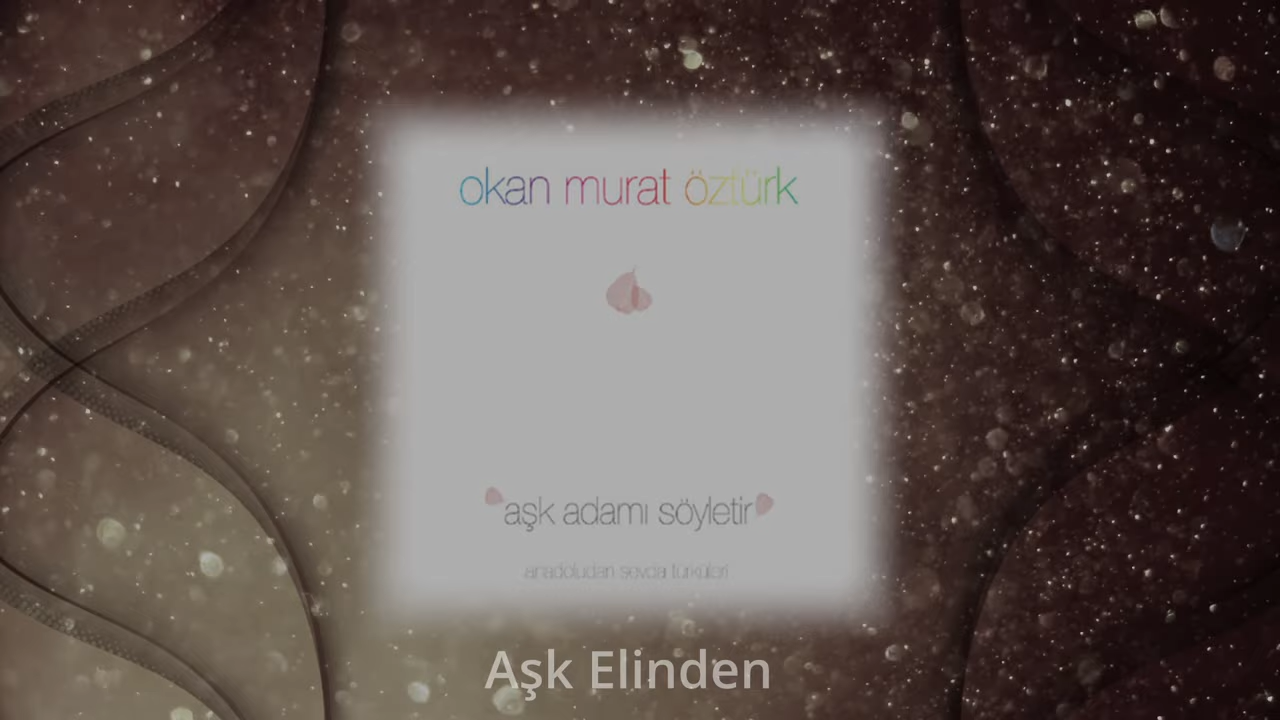 okan murat öztürk
aşk adamı söyletir
anadoludan sevda türküleri
Aşk Elinden